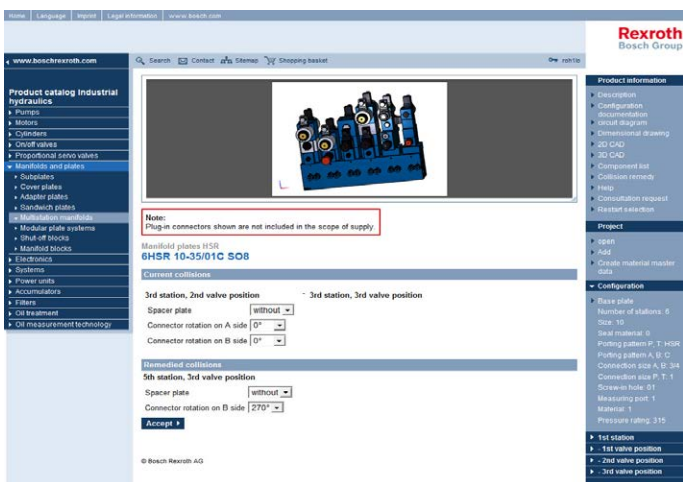 Home | Language | Imprint | Legal information | www.bosch.com
Rexroth
Bosch Group
www.boschrexroth.com
Search Contact Sitemap Shopping basket
Product catalog Industrial
hydraulics
Pumps
Motors
Cylinders
On/off valves
Proportional servo valves
Manifolds and plates
Subplates
Cover plates
Adapter plates
Sandwich plates
Multistation manifolds
Modular plate systems
Shut-off blocks
Manifold blocks
Electronics
Systems
Power units
Accumulators
Filters
Oil treatment
Oil measurement technology
Note:
Plug-in connectors shown are not included in the scope of supply.
Manifold plates HSR
6HSR 10-35/01C SO8
Current collisions
3rd station, 2nd valve position - 3rd station, 3rd valve position
Spacer plate without
Connector rotation on A side 0°
Connector rotation on B side 0°
Remedied collisions
5th station, 3rd valve position
Spacer plate without
Connector rotation on B side 270°
Accept
© Bosch Rexroth AG
Product information
Description
Configuration
documentation
circuit diagram
Dimensional drawing
2D CAD
3D CAD
Component list
Collision remedy
Help
Consultation request
Restart selection
Project
open
Add
Create material master
data
Configuration
Base plate
Number of stations: 6
Size: 10
Seal material: 0
Porting pattern P, T: HSR
Porting pattern A, B: C
Connection size A, B: 3/4
Connection size P, T: 1
Screw-in hole: 01
Measuring port: 1
Material: 1
Pressure rating: 315
1st station
- 1st valve position
- 2nd valve position
- 3rd valve position